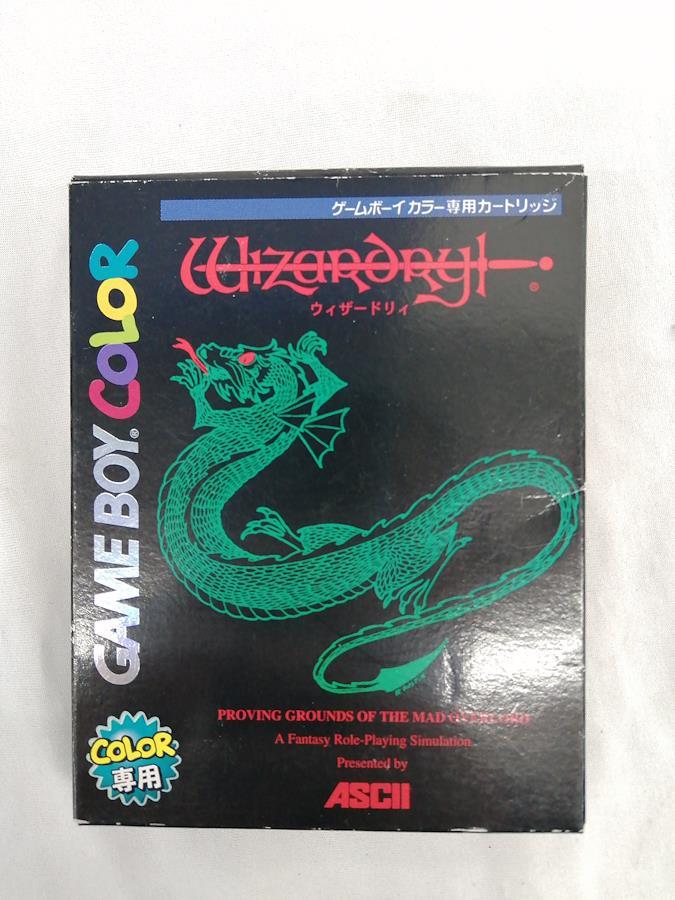 ゲームボーイカラー専用カートリッジ
Wizardry I
®
ウィザードリィ
GAME BOY® COLOR
PROVING GROUNDS OF THE MAD OVERLORD
A Fantasy Role-Playing Simulation
Presented by
ASCII
COLOR
専用